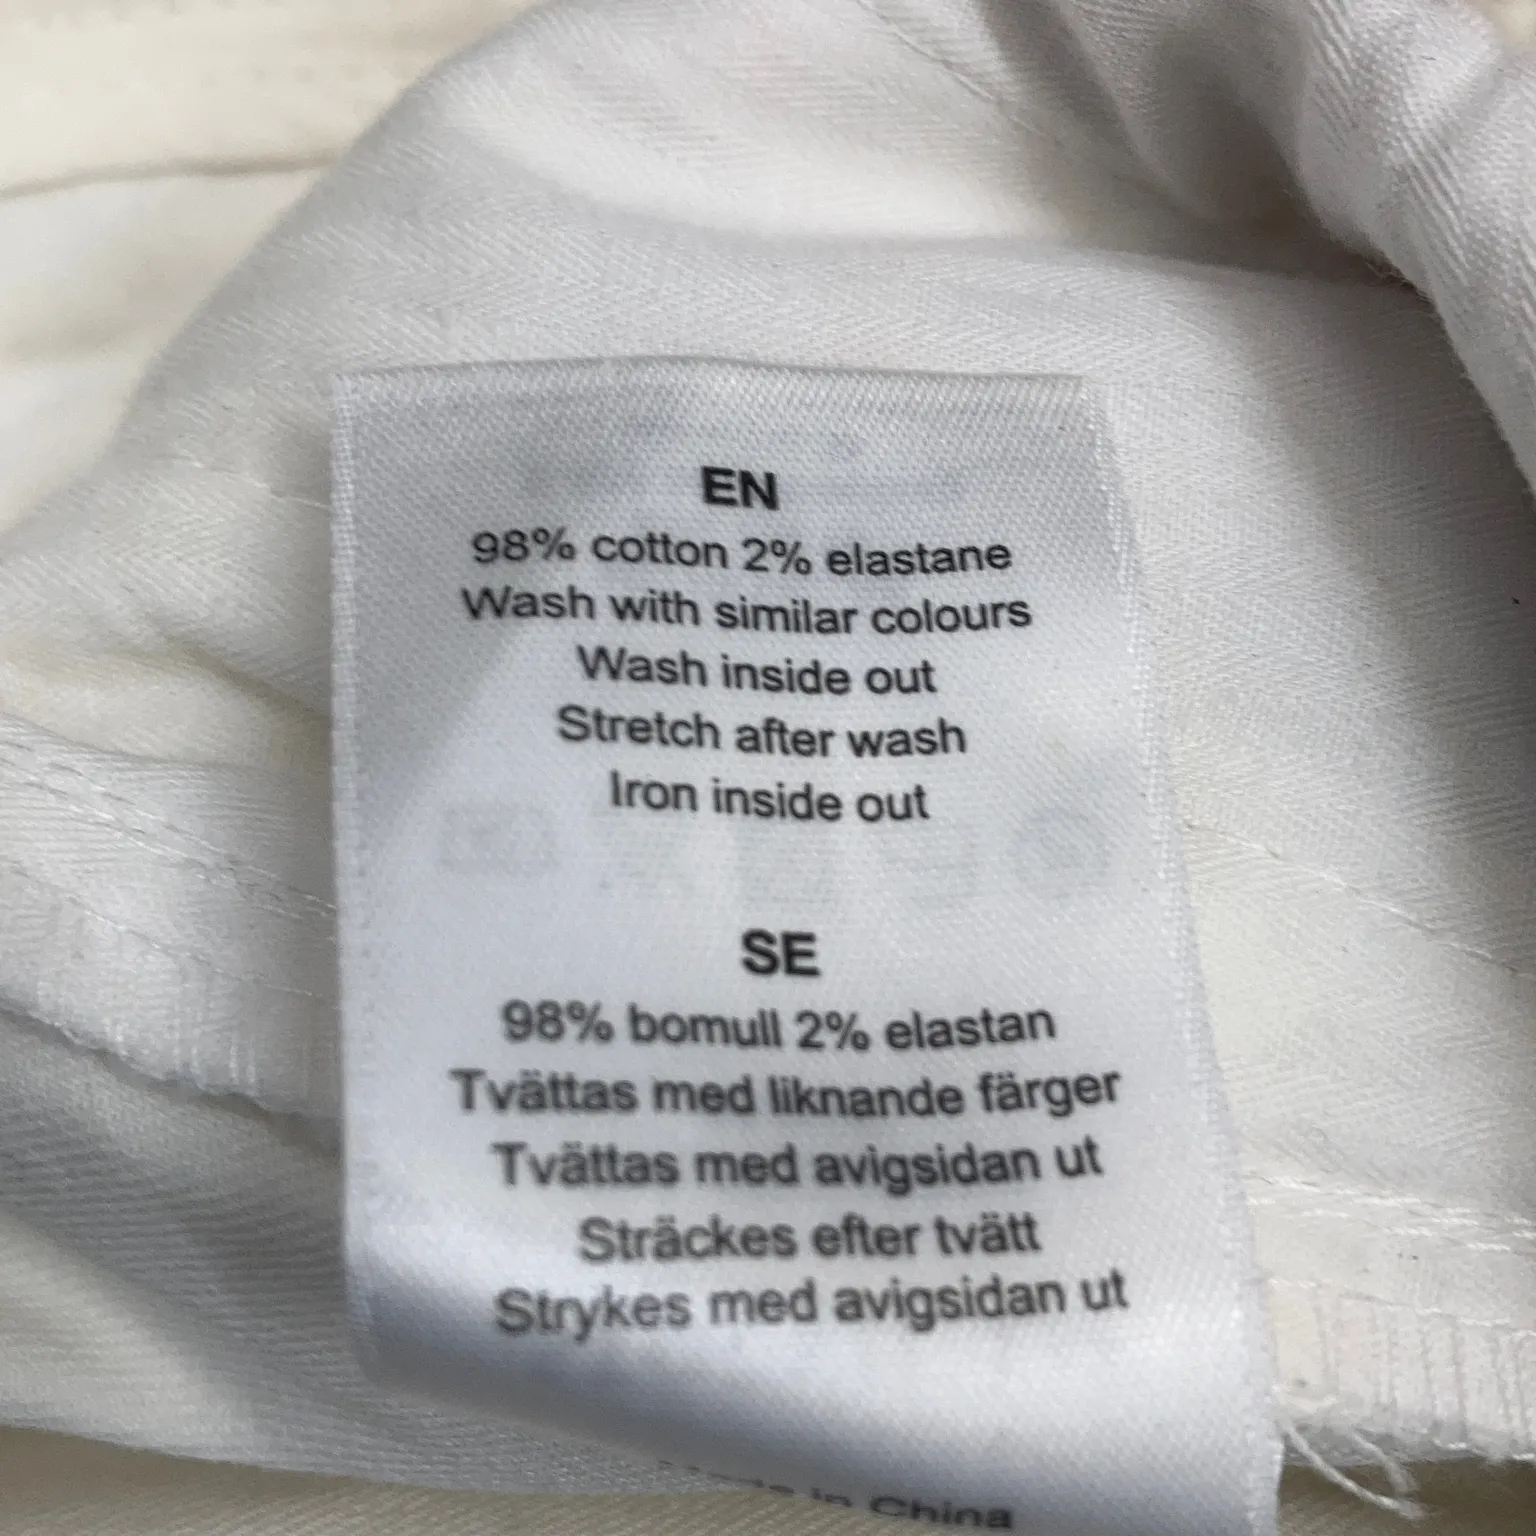 EN
98% cotton 2% elastane
Wash with similar colours
Wash inside out
Stretch after wash
Iron inside out
SE
98% bomull 2% elastan
Tvättas med liknande färger
Tvättas med avigsidan ut
Sträckes efter tvätt
Strykes med avigsidan ut
in China